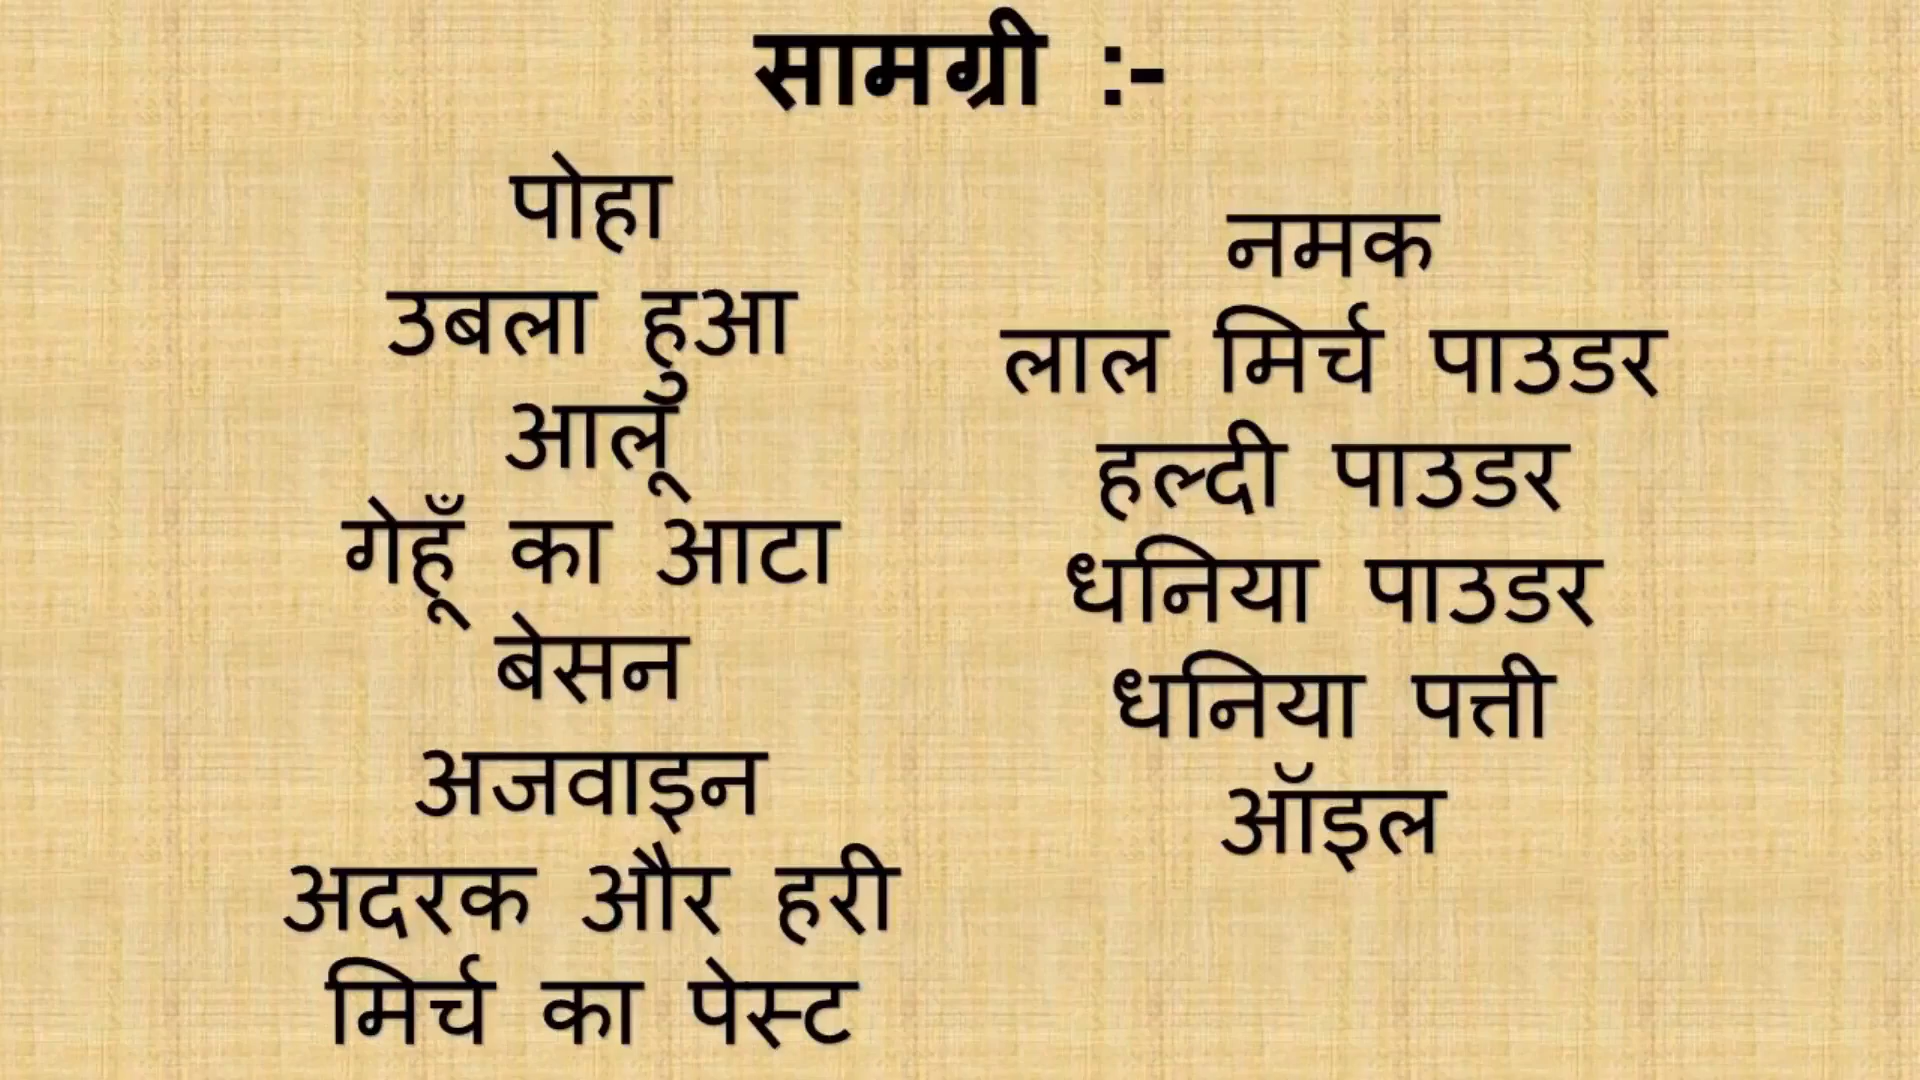 सामग्री :-
पोहा
उबला हुआ
आलू
गेहूँ का आटा
बेसन
अजवाइन
अदरक और हरी
मिर्च का पेस्ट
नमक
लाल मिर्च पाउडर
हल्दी पाउडर
धनिया पाउडर
धनिया पत्ती
ऑइल